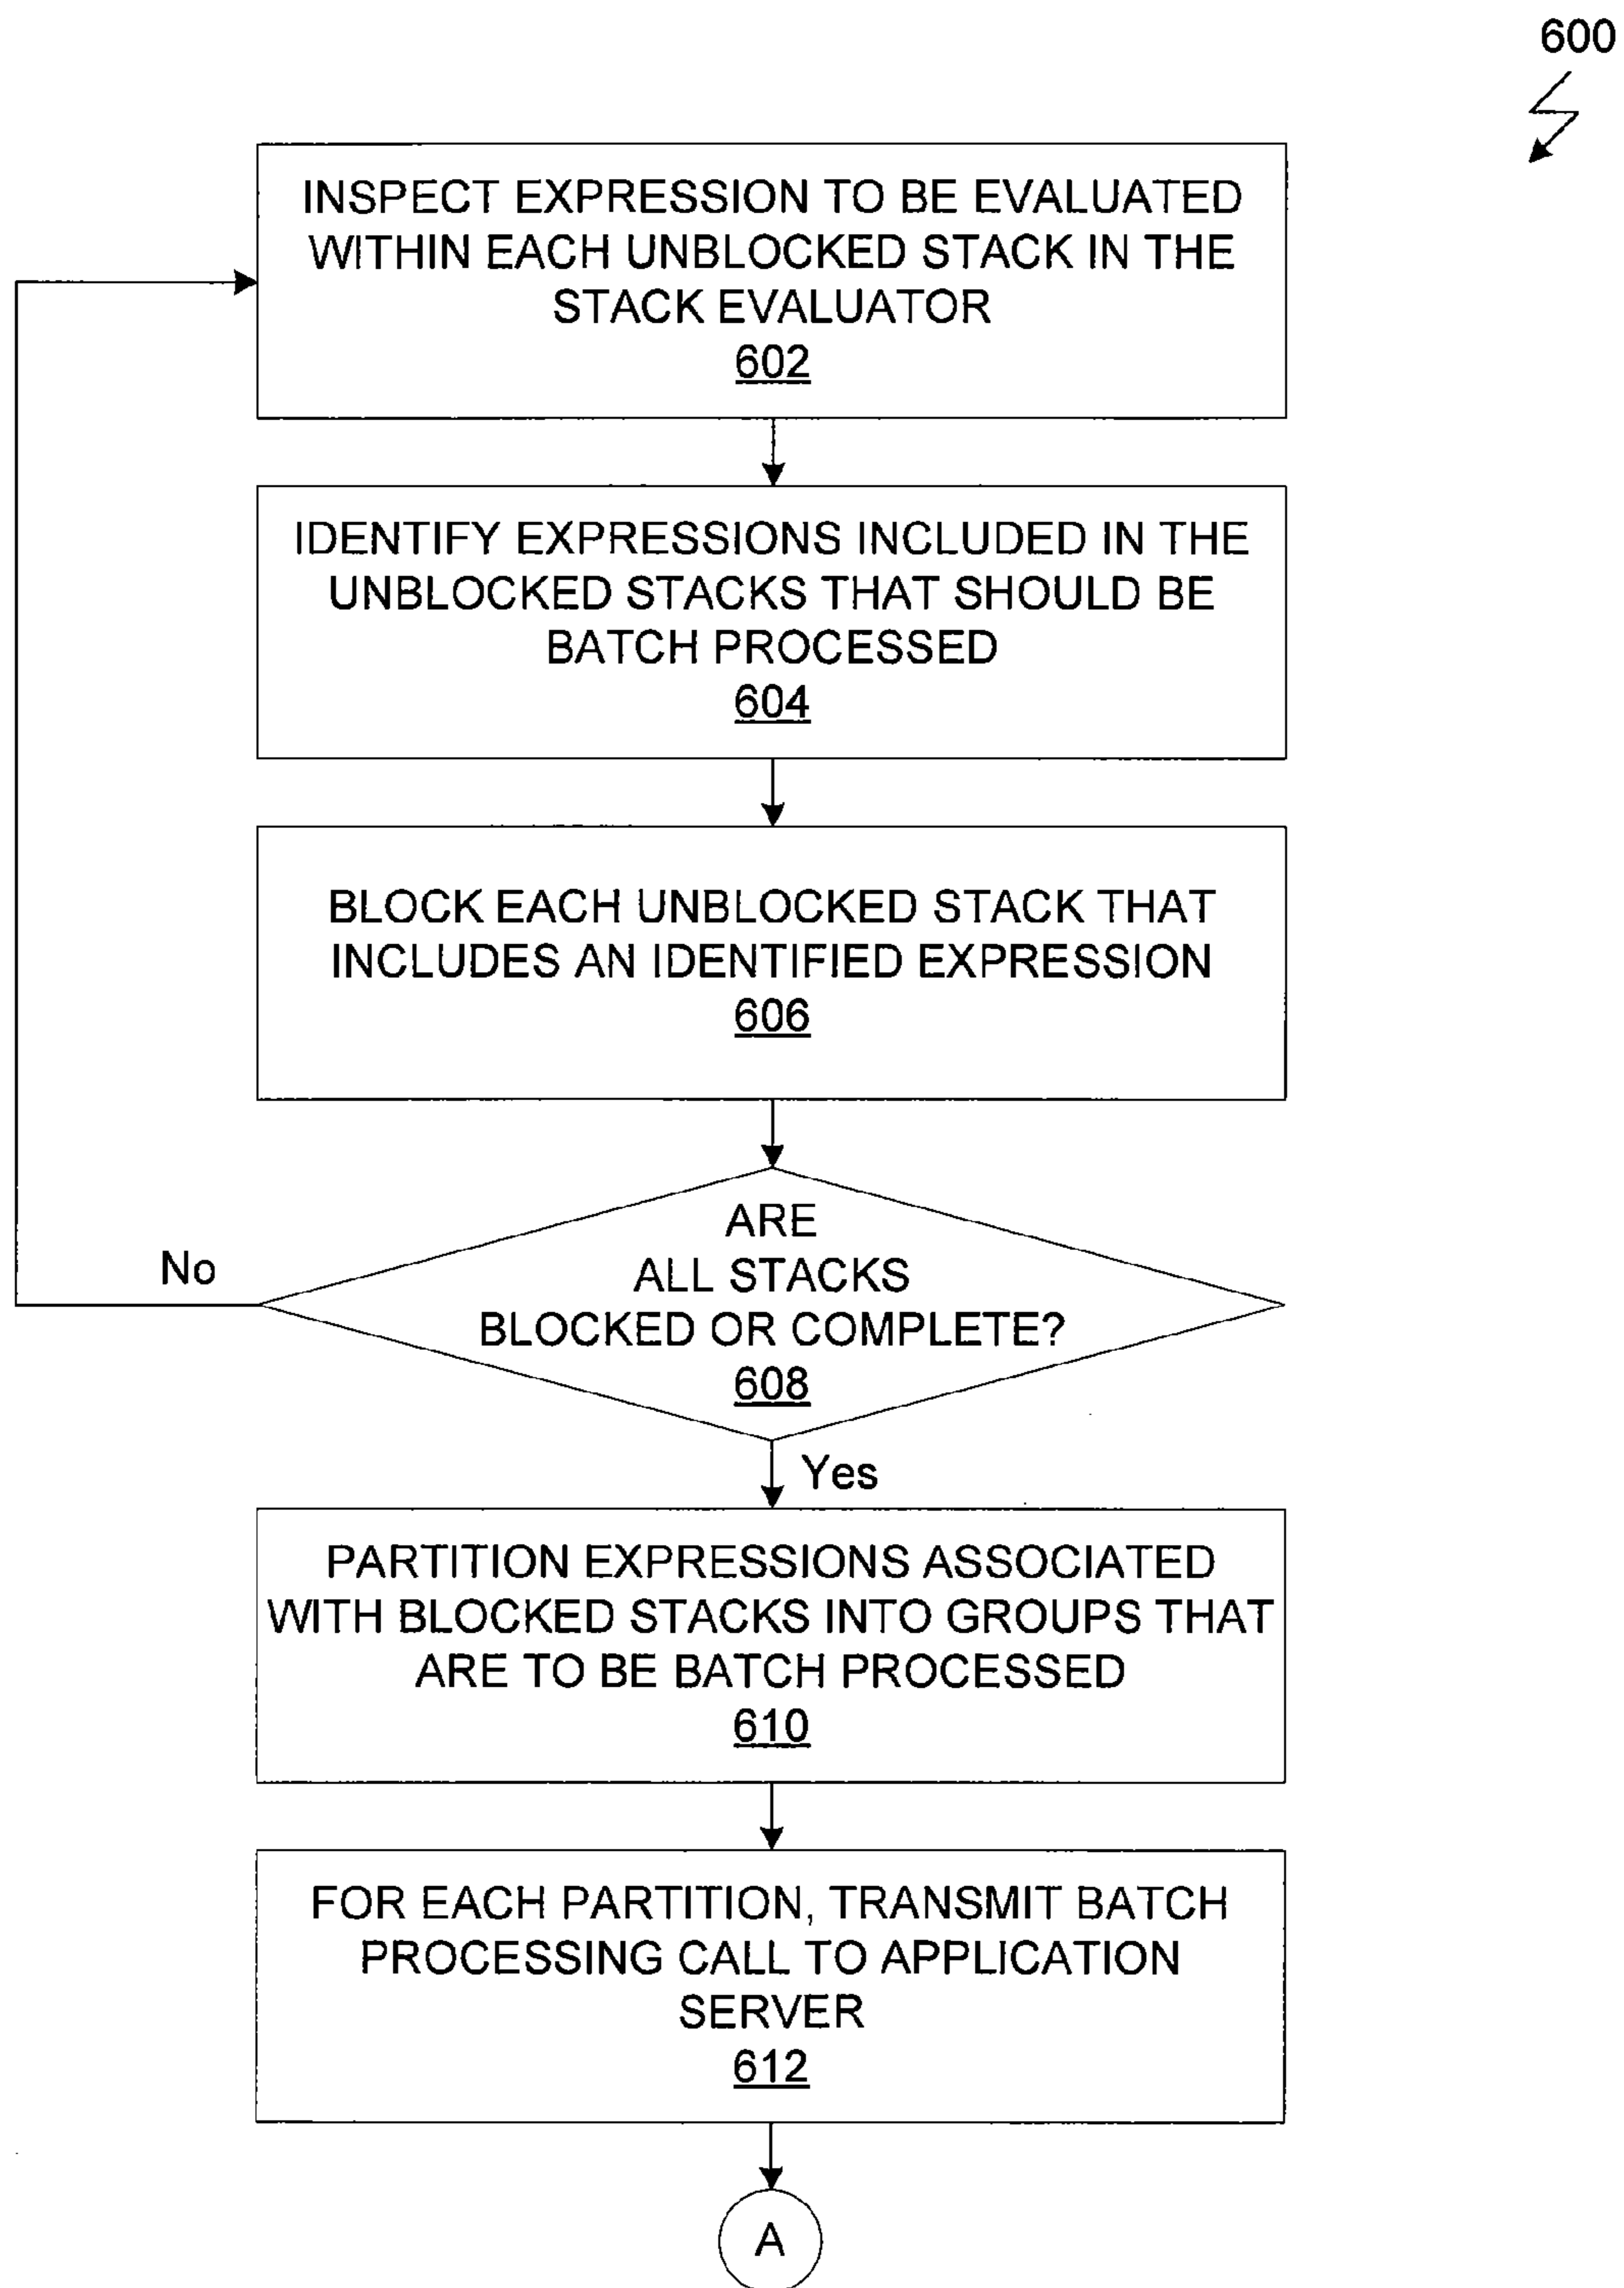 600
INSPECT EXPRESSION TO BE EVALUATED
WITHIN EACH UNBLOCKED STACK IN THE
STACK EVALUATOR
602
IDENTIFY EXPRESSIONS INCLUDED IN THE
UNBLOCKED STACKS THAT SHOULD BE
BATCH PROCESSED
604
BLOCK EACH UNBLOCKED STACK THAT
INCLUDES AN IDENTIFIED EXPRESSION
606
ARE
ALL STACKS
BLOCKED OR COMPLETE?
608
No
Yes
PARTITION EXPRESSIONS ASSOCIATED
WITH BLOCKED STACKS INTO GROUPS THAT
ARE TO BE BATCH PROCESSED
610
FOR EACH PARTITION, TRANSMIT BATCH
PROCESSING CALL TO APPLICATION
SERVER
612
A